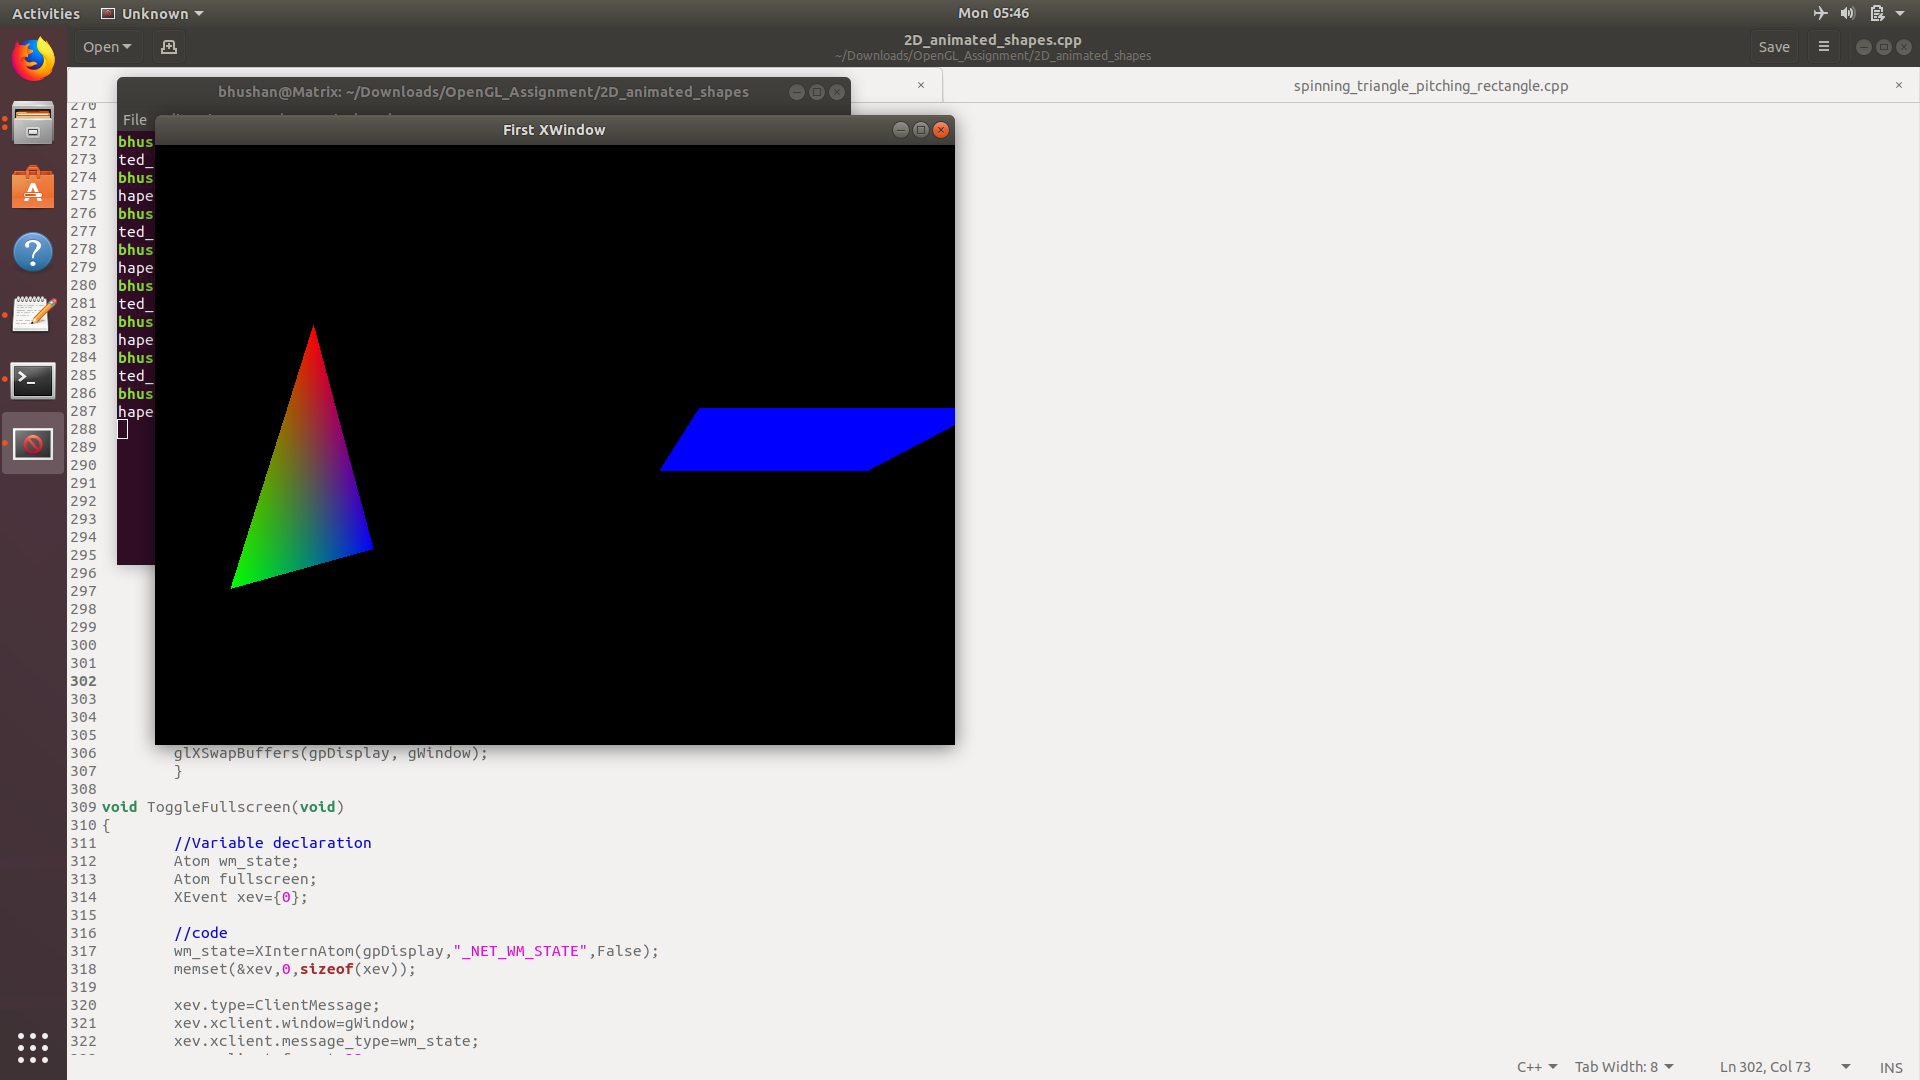 Activities Unknown Mon 05:46
Open 2D_animated_shapes.cpp Save
~/Downloads/OpenGL_Assignment/2D_animated_shapes
× spinning_triangle_pitching_rectangle.cpp ×
bhushan@Matrix: ~/Downloads/OpenGL_Assignment/2D_animated_shapes
File
First XWindow
270
271
272 bhus
273 ted_
274 bhus
275 hape
276 bhus
277 ted_
278 bhus
279 hape
280 bhus
281 ted_
282 bhus
283 hape
284 bhus
285 ted_
286 bhus
287 hape
288
289
290
291
292
293
294
295
296
297
298
299
300
301
302
303
304
305
306 glXSwapBuffers(gpDisplay, gWindow);
307 }
308
309 void ToggleFullscreen(void)
310 {
311 //Variable declaration
312 Atom wm_state;
313 Atom fullscreen;
314 XEvent xev={0};
315
316 //code
317 wm_state=XInternAtom(gpDisplay,"_NET_WM_STATE",False);
318 memset(&xev,0,sizeof(xev));
319
320 xev.type=ClientMessage;
321 xev.xclient.window=gWindow;
322 xev.xclient.message_type=wm_state;
C++ Tab Width: 8 Ln 302, Col 73 INS